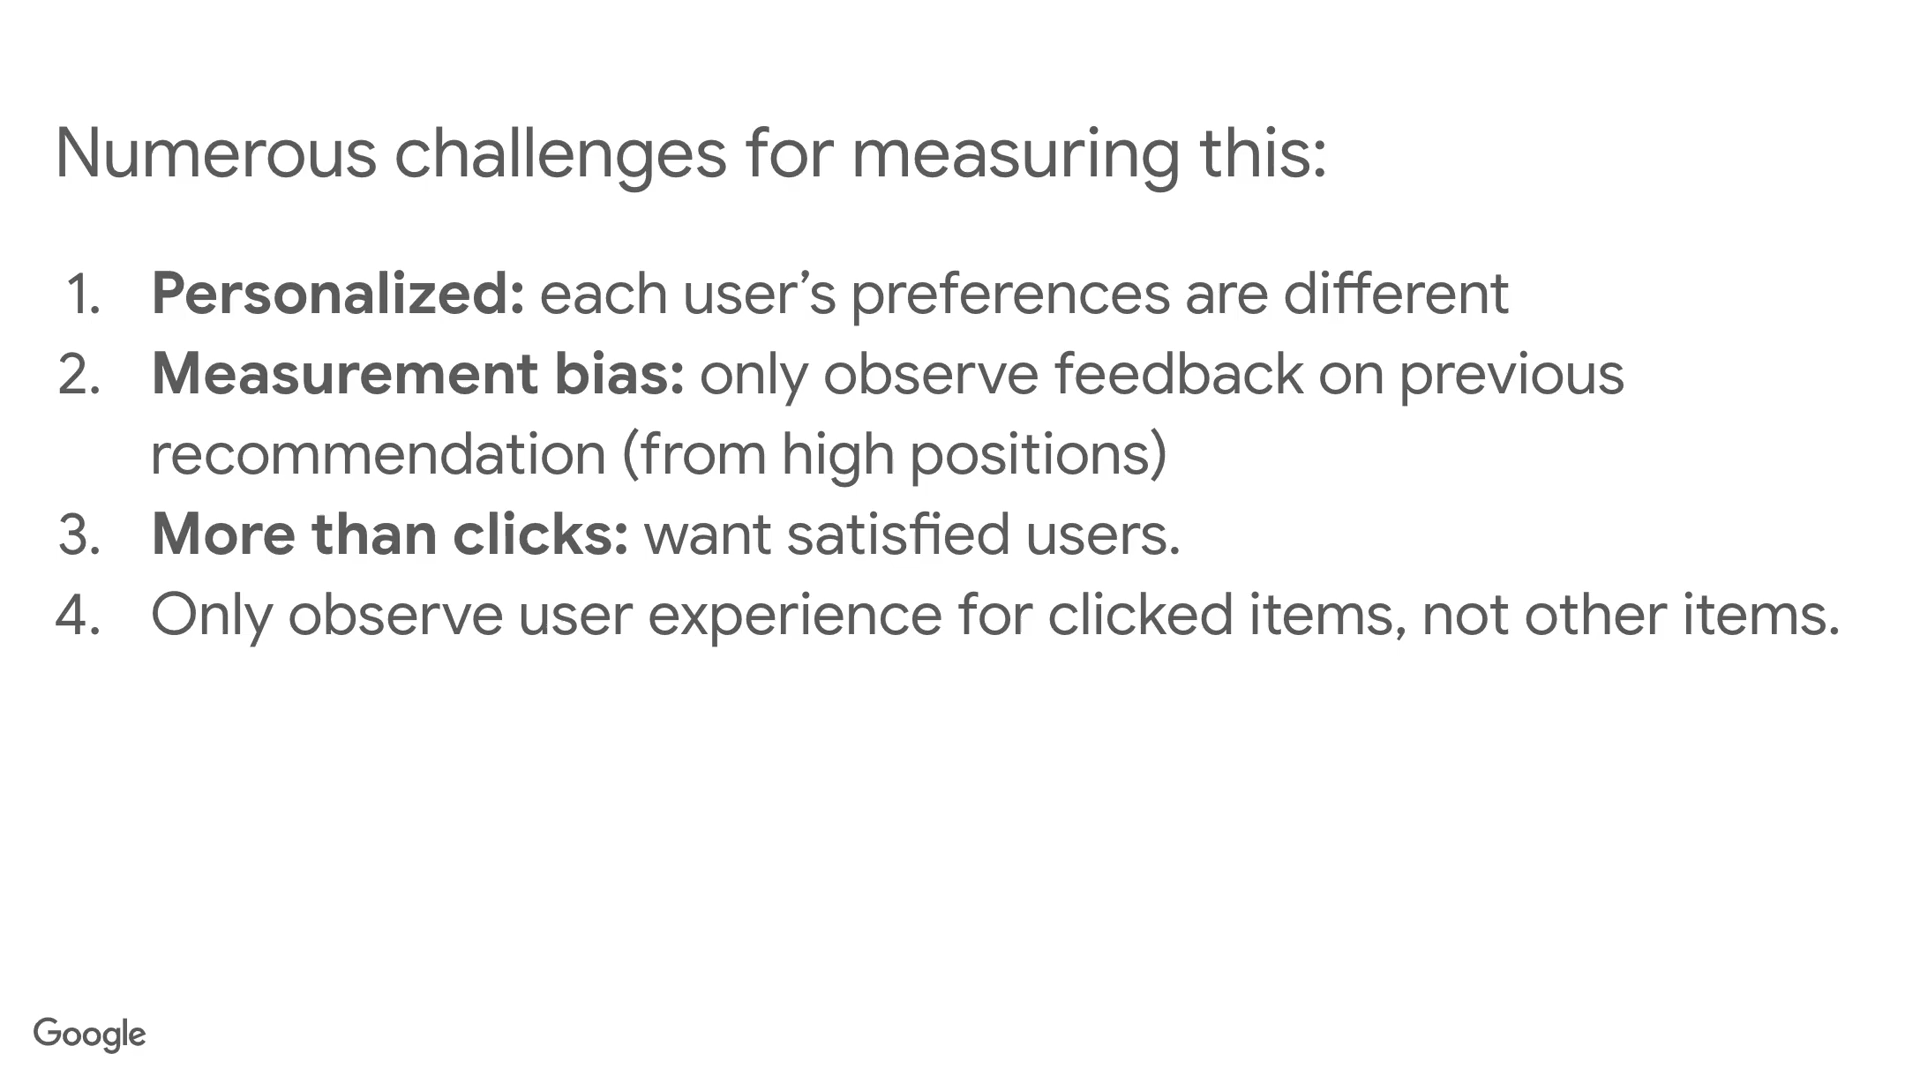 Numerous challenges for measuring this:
1. Personalized: each user’s preferences are different
2. Measurement bias: only observe feedback on previous
recommendation (from high positions)
3. More than clicks: want satisfied users.
4. Only observe user experience for clicked items, not other items.
Google